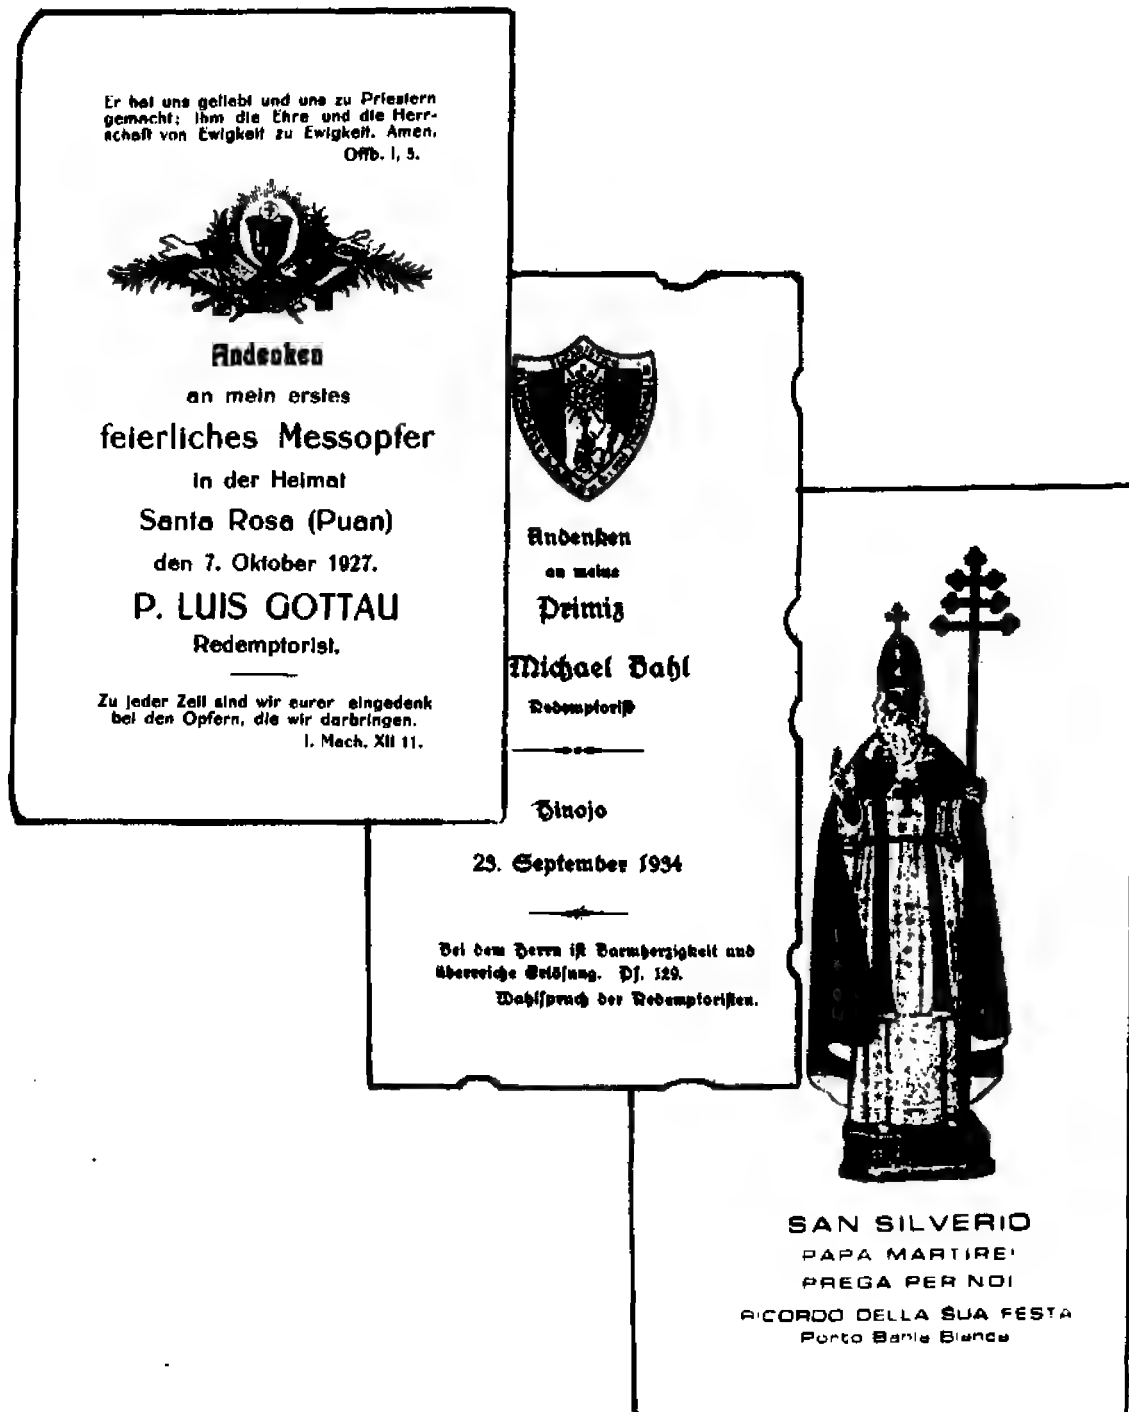 Er hat uns geliebt und uns zu Priestern
gemacht; ihm die Ehre und die Herr-
schaft von Ewigkeit zu Ewigkeit. Amen.
Offb. I, 5.
Andenken
an mein erstes
feierliches Messopfer
in der Heimat
Santa Rosa (Puan)
den 7. Oktober 1927.
P. LUIS GOTTAU
Redemptorist.
Zu jeder Zeit sind wir eurer eingedenk
bei den Opfern, die wir darbringen.
I. Mach. XII 11.
Andenken
an meine
Primiz
Michael Dahl
Redemptorist
Hinojo
23. September 1934
Bei dem Herrn ist Barmherzigkeit und
überreiche Erlösung. Ps. 129.
Wahlspruch der Redemptoristen.
SAN SILVERIO
PAPA MARTIRE!
PREGA PER NOI
RICORDO DELLA SUA FESTA
Porto Bahia Blanca